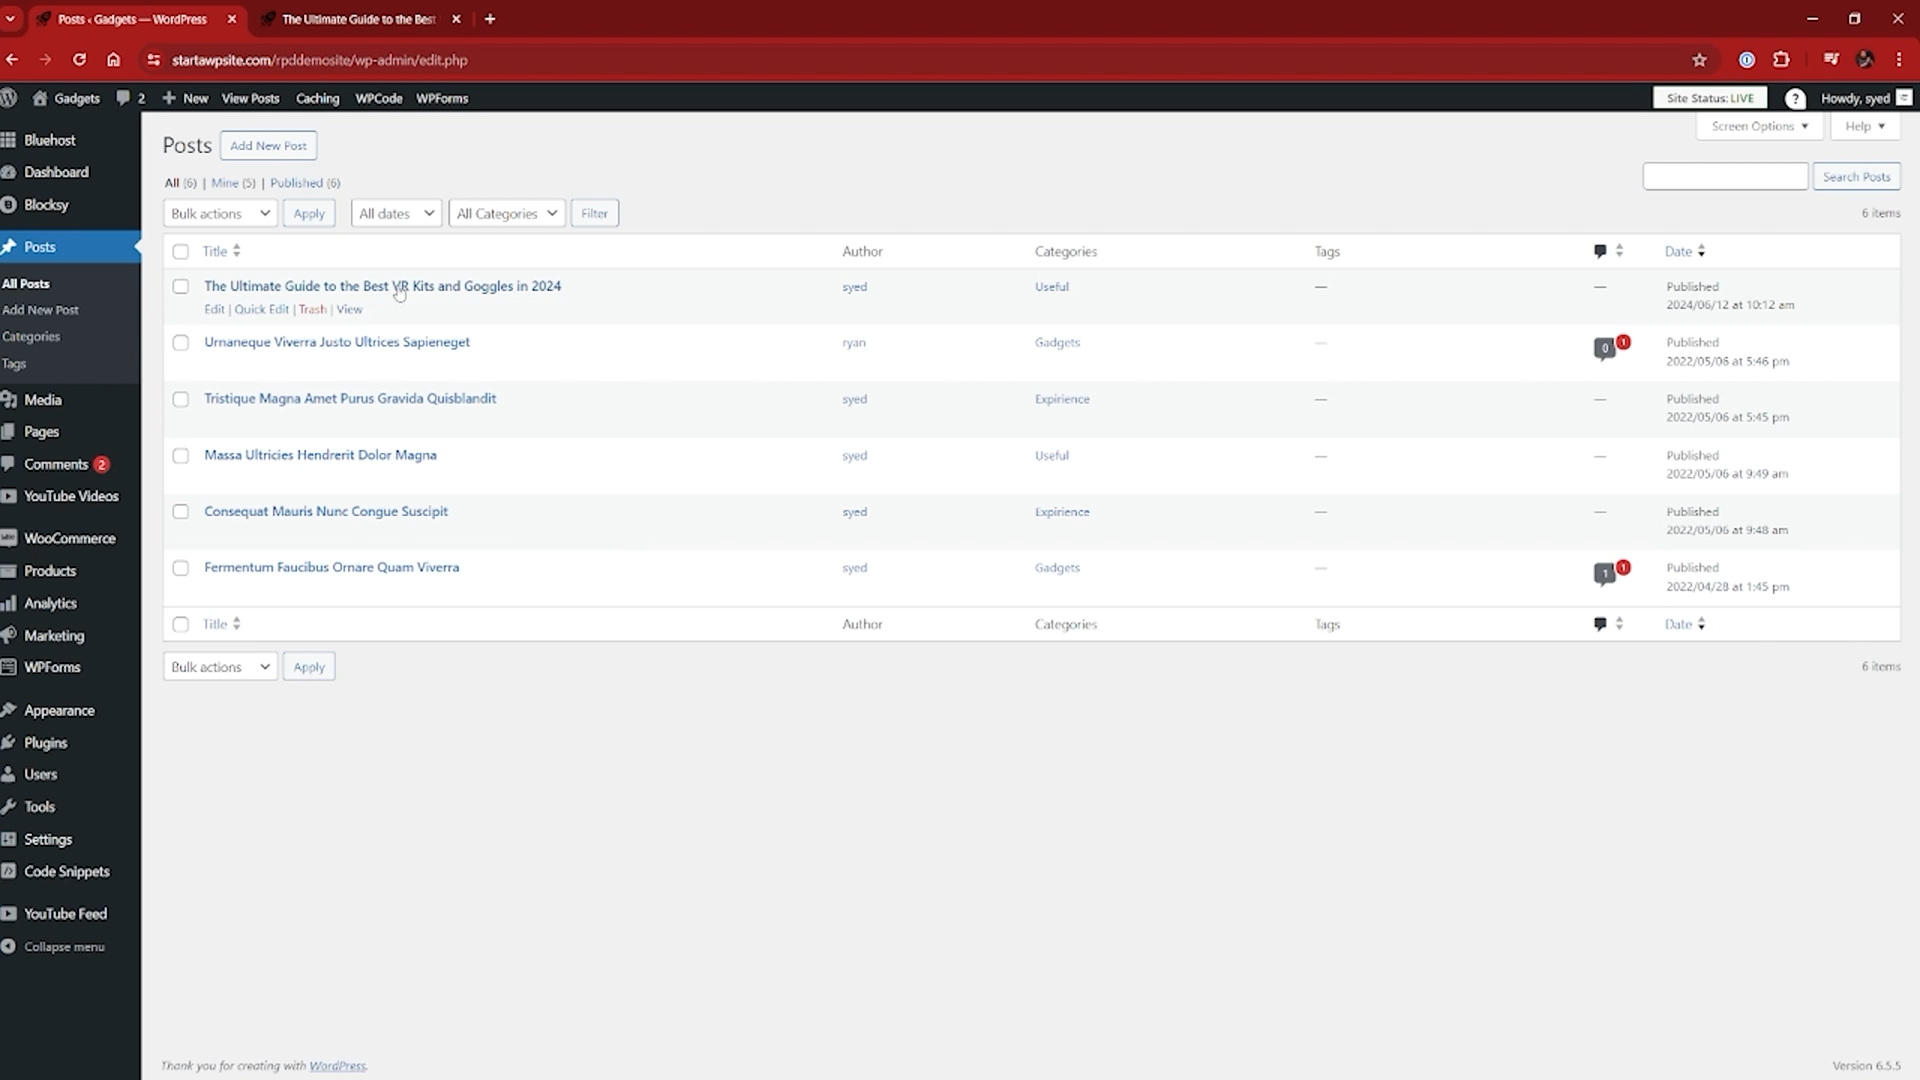 Posts ‹ Gadgets — WordPress
The Ultimate Guide to the Best
startawpsite.com/rpddemosite/wp-admin/edit.php
Gadgets 2 New View Posts Caching WPCode WPForms Site Status: LIVE ? Howdy, syed
Screen Options Help
Bluehost
Dashboard
Blocksy
Posts
All Posts
Add New Post
Categories
Tags
Media
Pages
Comments 2
YouTube Videos
WooCommerce
Products
Analytics
Marketing
WPForms
Appearance
Plugins
Users
Tools
Settings
Code Snippets
YouTube Feed
Collapse menu
Posts Add New Post
All (6) | Mine (5) | Published (6)
Search Posts
Bulk actions Apply All dates All Categories Filter 6 items
Title Author Categories Tags Date
The Ultimate Guide to the Best VR Kits and Goggles in 2024 syed Useful — — Published
Edit | Quick Edit | Trash | View 2024/06/12 at 10:12 am
Urnaneque Viverra Justo Ultrices Sapieneget ryan Gadgets — 0 1 Published
2022/05/06 at 5:46 pm
Tristique Magna Amet Purus Gravida Quisblandit syed Expirience — — Published
2022/05/06 at 5:45 pm
Massa Ultricies Hendrerit Dolor Magna syed Useful — — Published
2022/05/06 at 9:49 am
Consequat Mauris Nunc Congue Suscipit syed Expirience — — Published
2022/05/06 at 9:48 am
Fermentum Faucibus Ornare Quam Viverra syed Gadgets — 1 1 Published
2022/04/28 at 1:45 pm
Title Author Categories Tags Date
Bulk actions Apply 6 items
Thank you for creating with WordPress. Version 6.5.5